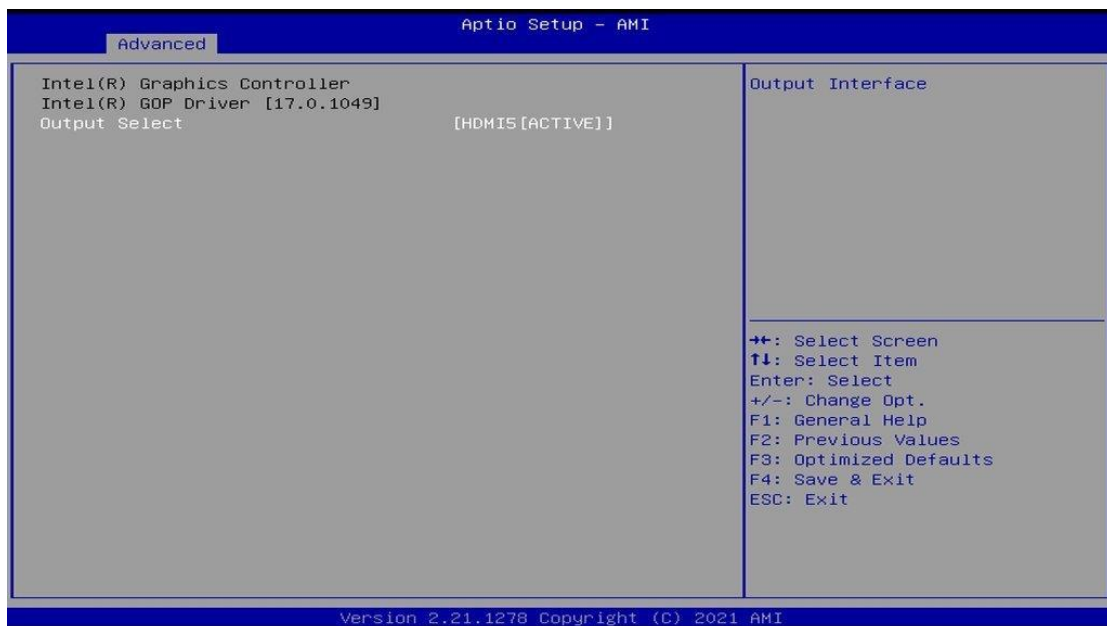 Aptio Setup - AMI
Advanced
Intel(R) Graphics Controller
Intel(R) GOP Driver [17.0.1049]
Output Select [HDMI5[ACTIVE]]
Output Interface
→←: Select Screen
↑↓: Select Item
Enter: Select
+/-: Change Opt.
F1: General Help
F2: Previous Values
F3: Optimized Defaults
F4: Save & Exit
ESC: Exit
Version 2.21.1278 Copyright (C) 2021 AMI